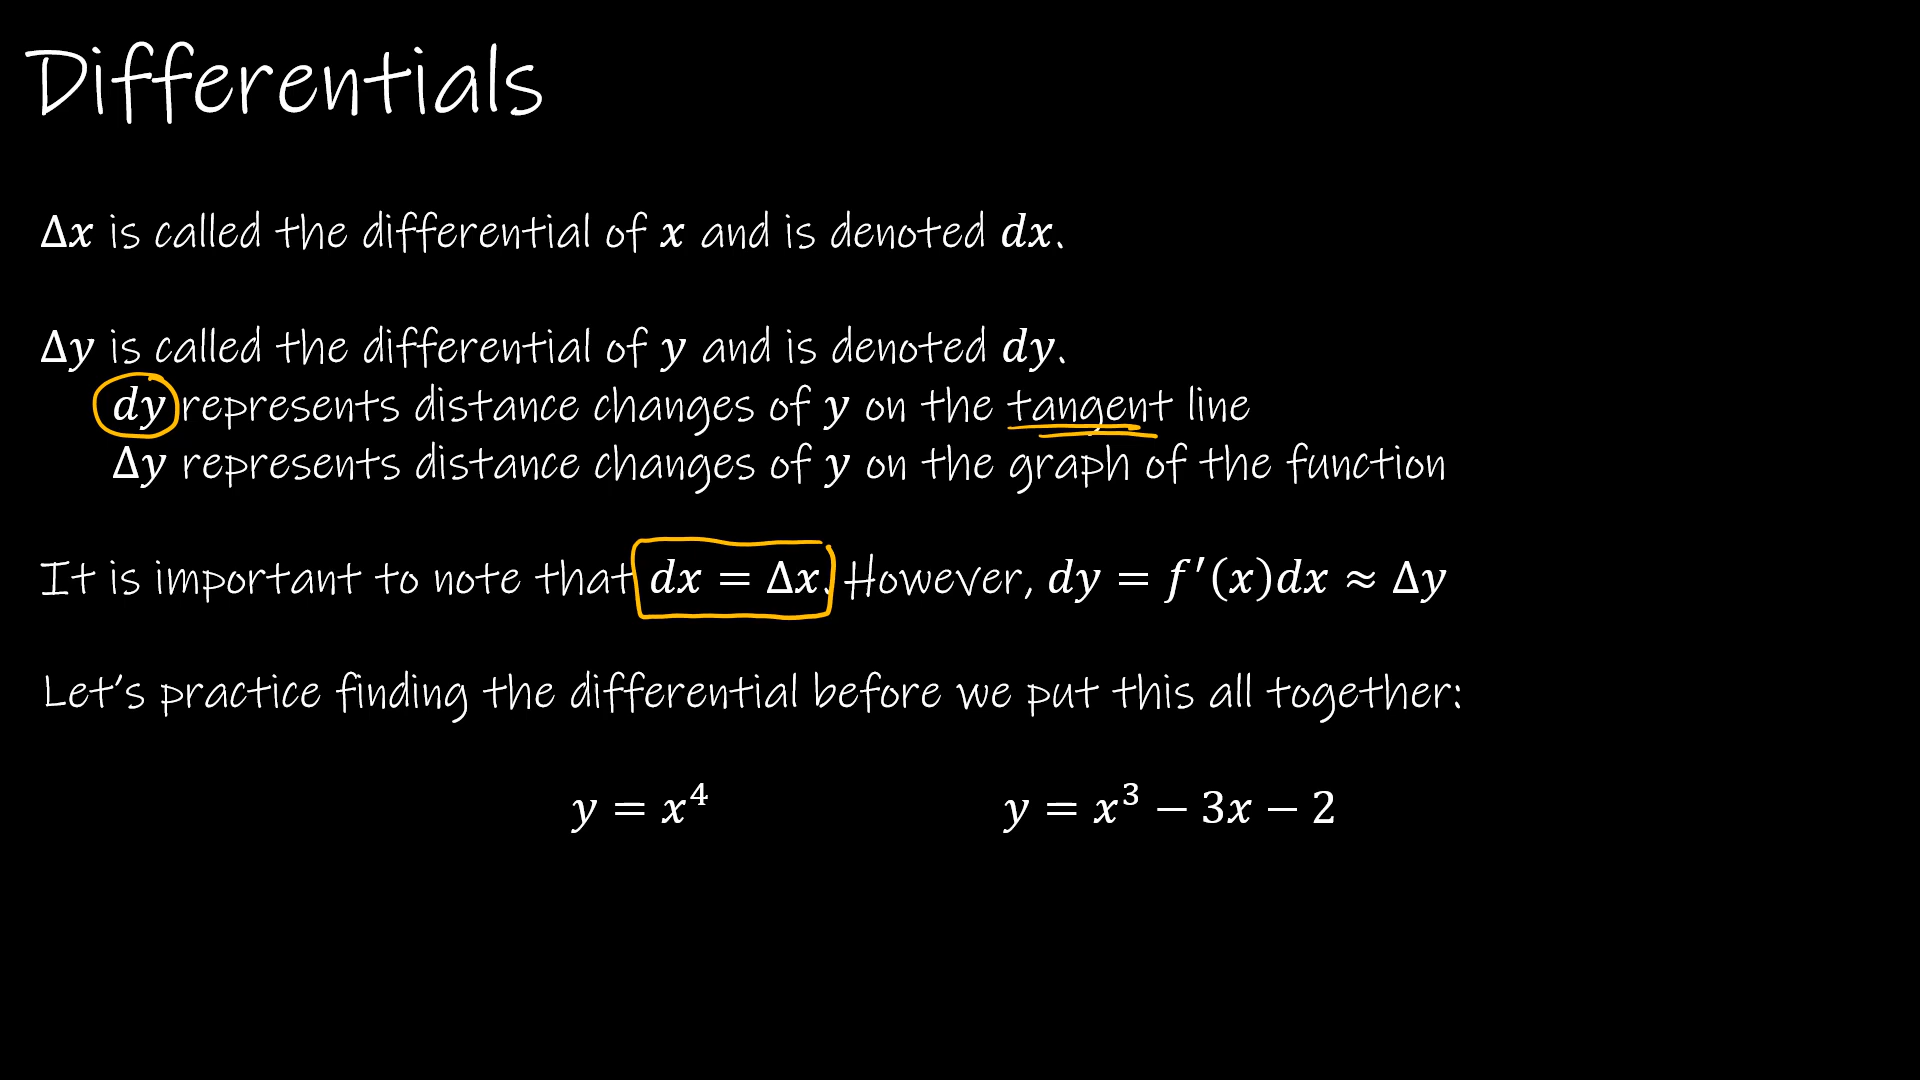 Differentials
Δx is called the differential of x and is denoted dx.
Δy is called the differential of y and is denoted dy.
dy represents distance changes of y on the tangent line
Δy represents distance changes of y on the graph of the function
It is important to note that dx = Δx. However, dy = f′(x)dx ≈ Δy
Let's practice finding the differential before we put this all together:
y = x⁴ y = x³ − 3x − 2